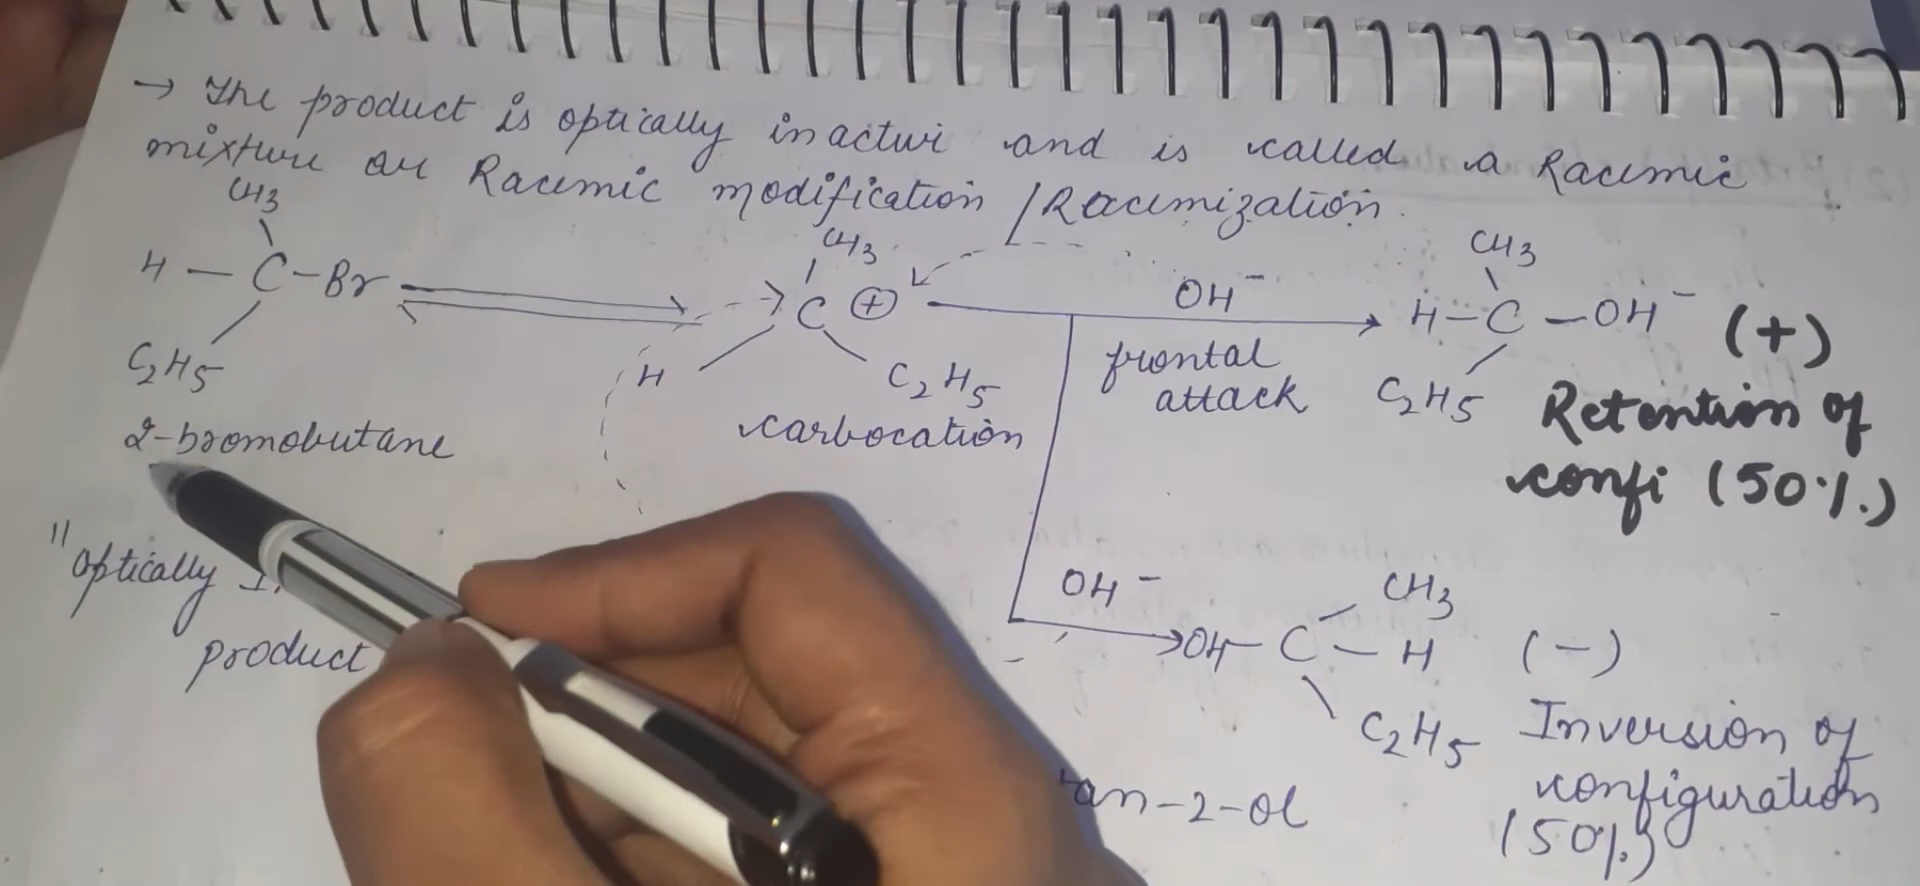 → The product is optically inactive and is called a Racemic
mixture or Racemic modification / Racemization.
CH3
H — C – Br
C2H5
2-bromobutane
CH3
C ⊕
H
C2H5
carbocation
OH⁻
frontal
attack
CH3
H – C – OH⁻
C2H5
(+)
Retention of
confi (50%.)
"optically
product
OH⁻
CH3
OH – C – H
C2H5
(-)
Inversion of
configuration
(50%.)
an-2-ol